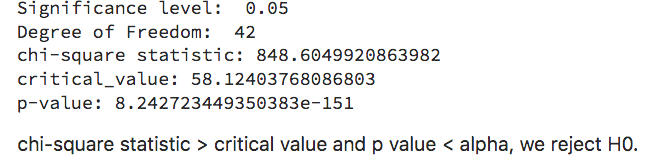 Significance level:  0.05
Degree of Freedom:  42
chi-square statistic: 848.6049920863982
critical_value: 58.12403768086803
p-value: 8.242723449350383e-151
chi-square statistic > critical value and p value < alpha, we reject H0.